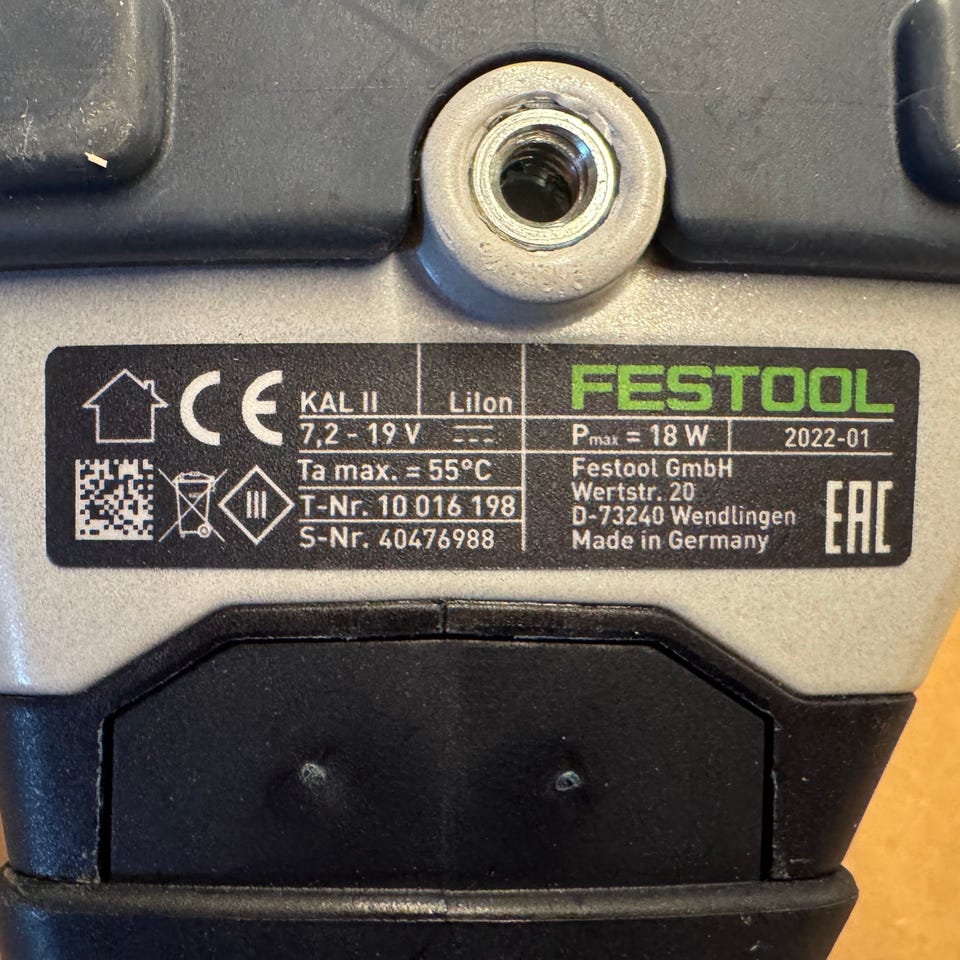 CE
KAL II LiIon
7,2 - 19 V
Ta max. = 55°C
T-Nr. 10 016 198
S-Nr. 40476988
III
FESTOOL
Pmax = 18 W 2022-01
Festool GmbH
Wertstr. 20
D-73240 Wendlingen
Made in Germany
EAC